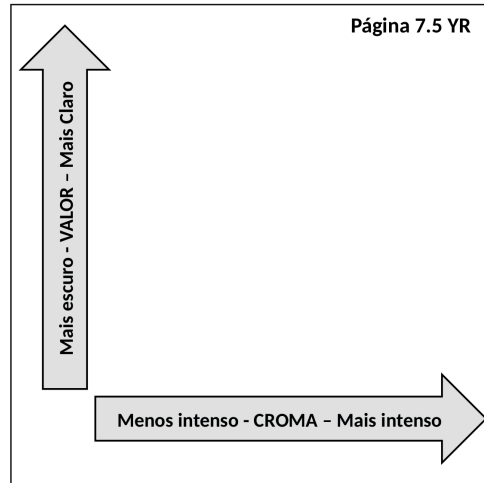 Página 7.5 YR
Mais escuro - VALOR – Mais Claro
Menos intenso - CROMA – Mais intenso